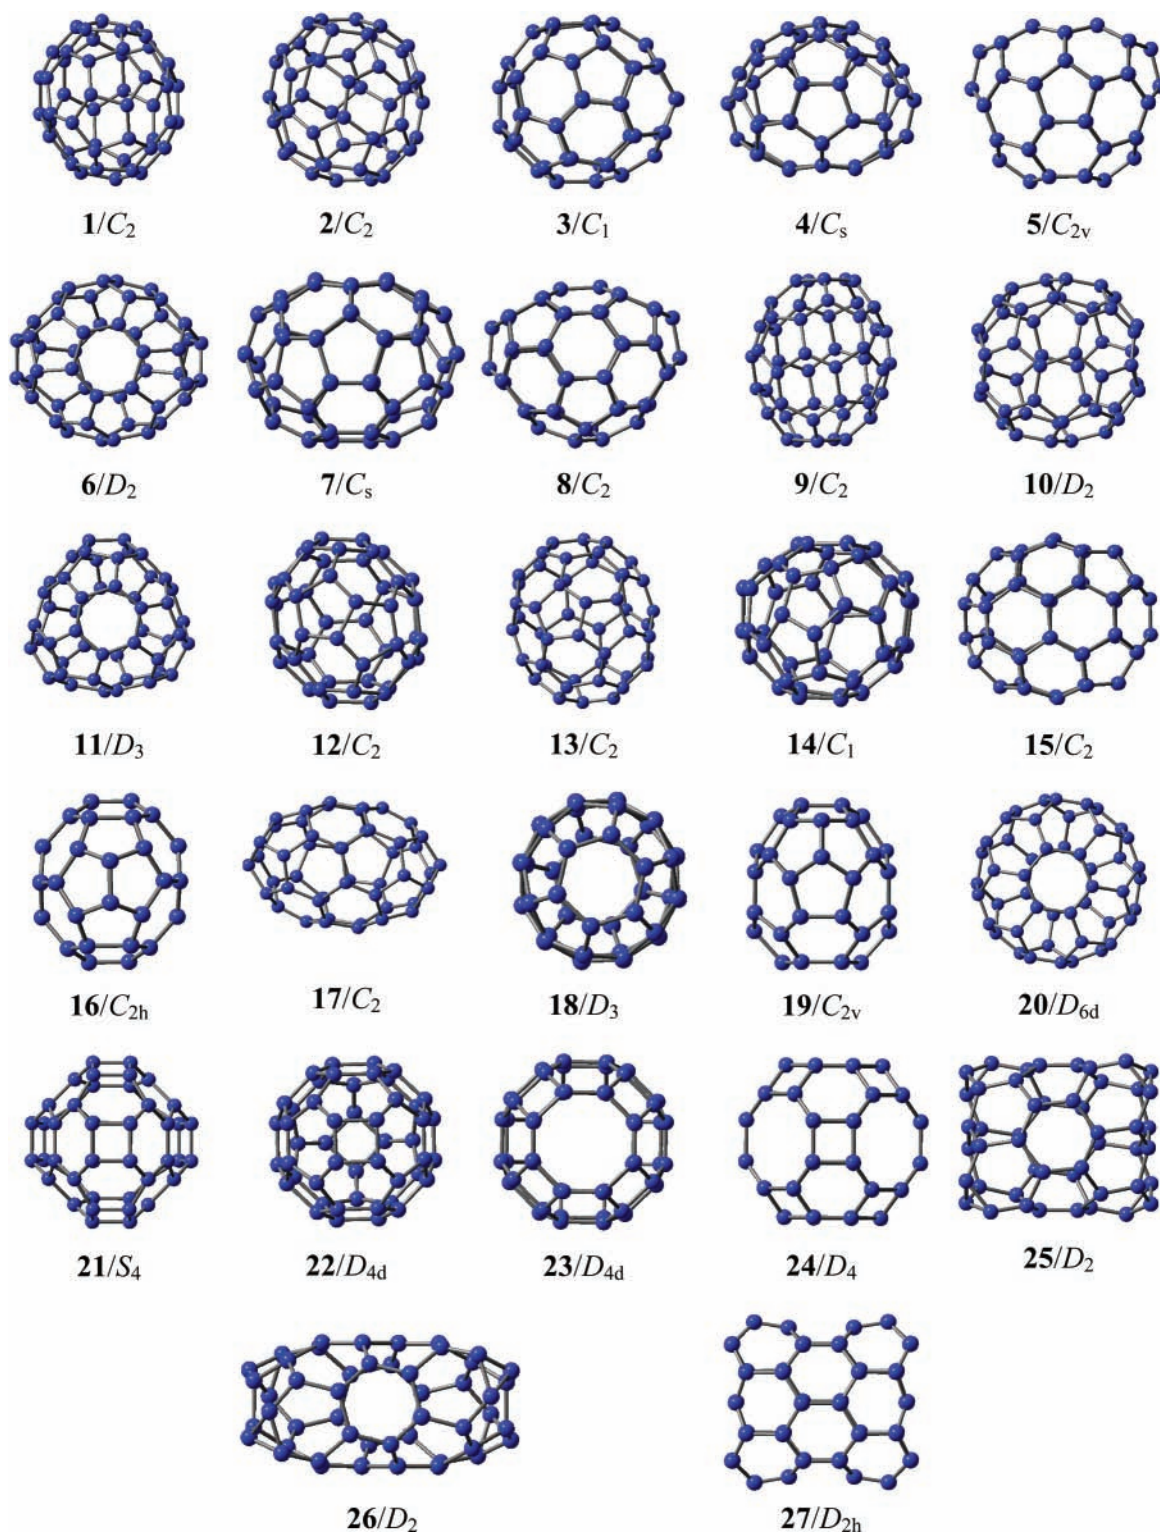 1/C2 2/C2 3/C1 4/Cs 5/C2v
6/D2 7/Cs 8/C2 9/C2 10/D2
11/D3 12/C2 13/C2 14/C1 15/C2
16/C2h 17/C2 18/D3 19/C2v 20/D6d
21/S4 22/D4d 23/D4d 24/D4 25/D2
26/D2 27/D2h